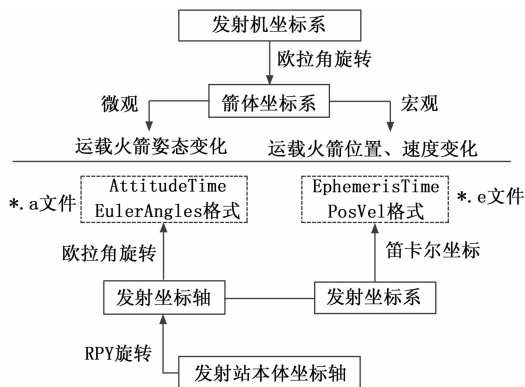 发射机坐标系
欧拉角旋转
微观
箭体坐标系
宏观
运载火箭姿态变化
运载火箭位置、速度变化
*.a文件
AttitudeTime
EulerAngles格式
EphemerisTime
PosVel格式
*.e文件
欧拉角旋转
笛卡尔坐标
发射坐标轴
发射坐标系
RPY旋转
发射站本体坐标轴